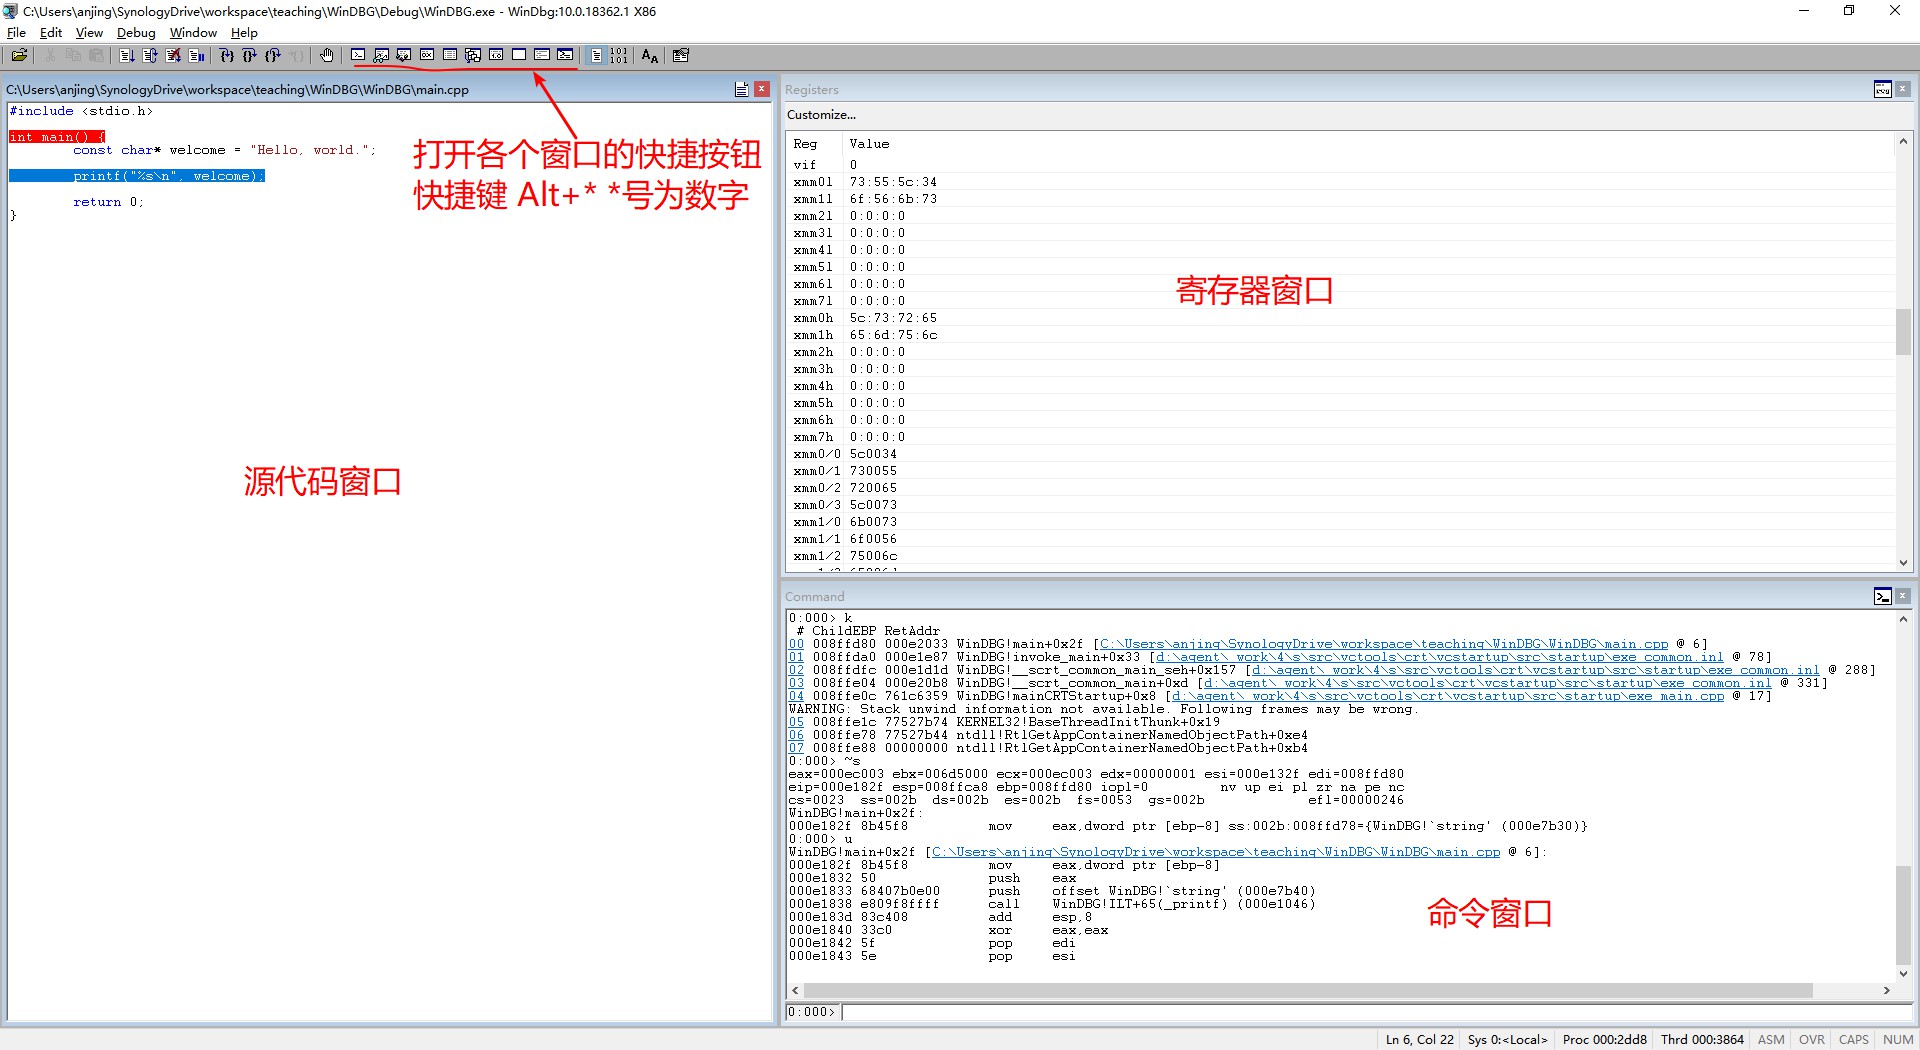 C:\Users\anjing\SynologyDrive\workspace\teaching\WinDBG\Debug\WinDBG.exe - WinDbg:10.0.18362.1 X86
File Edit View Debug Window Help
C:\Users\anjing\SynologyDrive\workspace\teaching\WinDBG\WinDBG\main.cpp
#include <stdio.h>
int main() {
const char* welcome = "Hello, world.";
printf("%s\n", welcome);
return 0;
}
打开各个窗口的快捷按钮
快捷键 Alt+* *号为数字
源代码窗口
Registers
Customize...
Reg Value
vif 0
xmm0l 73:55:5c:34
xmm1l 6f:56:6b:73
xmm2l 0:0:0:0
xmm3l 0:0:0:0
xmm4l 0:0:0:0
xmm5l 0:0:0:0
xmm6l 0:0:0:0
xmm7l 0:0:0:0
xmm0h 5c:73:72:65
xmm1h 65:6d:75:6c
xmm2h 0:0:0:0
xmm3h 0:0:0:0
xmm4h 0:0:0:0
xmm5h 0:0:0:0
xmm6h 0:0:0:0
xmm7h 0:0:0:0
xmm0/0 5c0034
xmm0/1 730055
xmm0/2 720065
xmm0/3 5c0073
xmm1/0 6b0073
xmm1/1 6f0056
xmm1/2 75006c
寄存器窗口
Command
0:000> k
# ChildEBP RetAddr
00 008ffd80 000e2033 WinDBG!main+0x2f [C:\Users\anjing\SynologyDrive\workspace\teaching\WinDBG\WinDBG\main.cpp @ 6]
01 008ffda0 000e1e87 WinDBG!invoke_main+0x33 [d:\agent\_work\4\s\src\vctools\crt\vcstartup\src\startup\exe_common.inl @ 78]
02 008ffdfc 000e1d1d WinDBG!__scrt_common_main_seh+0x157 [d:\agent\_work\4\s\src\vctools\crt\vcstartup\src\startup\exe_common.inl @ 288]
03 008ffe04 000e20b8 WinDBG!__scrt_common_main+0xd [d:\agent\_work\4\s\src\vctools\crt\vcstartup\src\startup\exe_common.inl @ 331]
04 008ffe0c 761c6359 WinDBG!mainCRTStartup+0x8 [d:\agent\_work\4\s\src\vctools\crt\vcstartup\src\startup\exe_main.cpp @ 17]
WARNING: Stack unwind information not available. Following frames may be wrong.
05 008ffe1c 77527b74 KERNEL32!BaseThreadInitThunk+0x19
06 008ffe78 77527b44 ntdll!RtlGetAppContainerNamedObjectPath+0xe4
07 008ffe88 00000000 ntdll!RtlGetAppContainerNamedObjectPath+0xb4
0:000> ~s
eax=000ec003 ebx=006d5000 ecx=000ec003 edx=00000001 esi=000e132f edi=008ffd80
eip=000e182f esp=008ffca8 ebp=008ffd80 iopl=0 nv up ei pl zr na pe nc
cs=0023 ss=002b ds=002b es=002b fs=0053 gs=002b efl=00000246
WinDBG!main+0x2f:
000e182f 8b45f8 mov eax,dword ptr [ebp-8] ss:002b:008ffd78={WinDBG!`string' (000e7b30)}
0:000> u
WinDBG!main+0x2f [C:\Users\anjing\SynologyDrive\workspace\teaching\WinDBG\WinDBG\main.cpp @ 6]:
000e182f 8b45f8 mov eax,dword ptr [ebp-8]
000e1832 50 push eax
000e1833 68407b0e00 push offset WinDBG!`string' (000e7b40)
000e1838 e809f8ffff call WinDBG!ILT+65(_printf) (000e1046)
000e183d 83c408 add esp,8
000e1840 33c0 xor eax,eax
000e1842 5f pop edi
000e1843 5e pop esi
命令窗口
0:000>
Ln 6, Col 22 Sys 0:<Local> Proc 000:2dd8 Thrd 000:3864 ASM OVR CAPS NUM